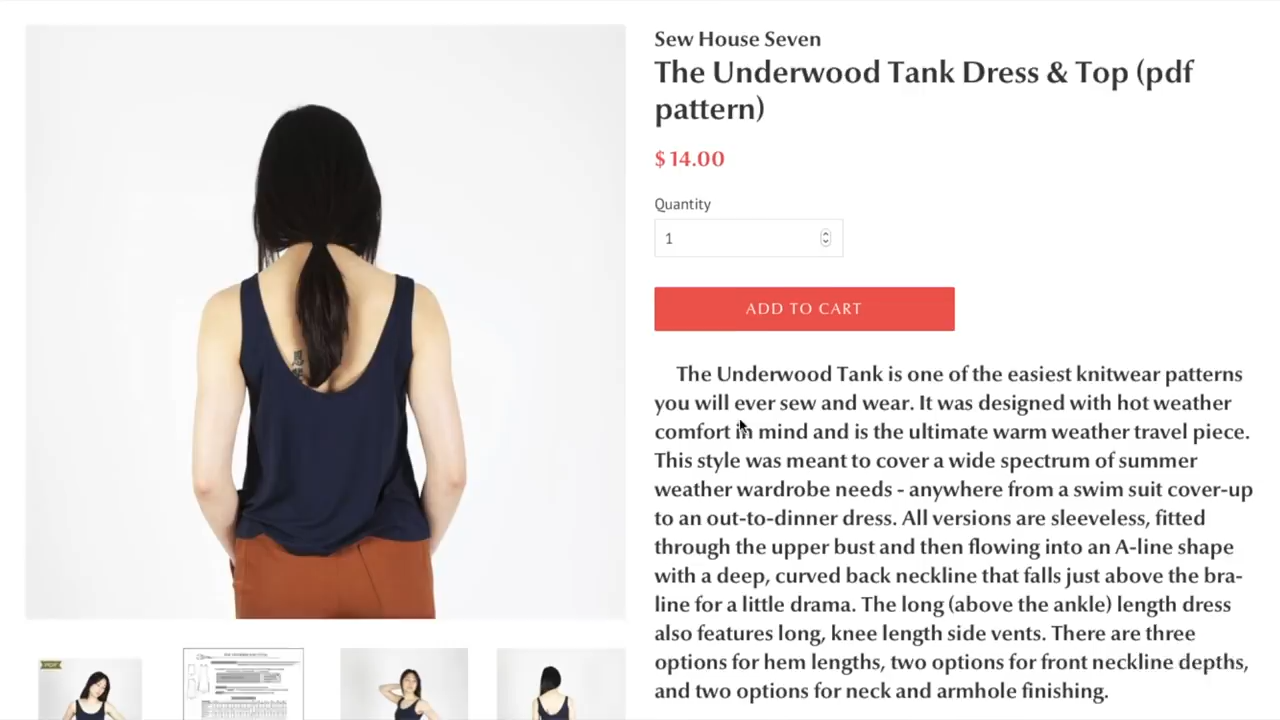 Sew House Seven
The Underwood Tank Dress & Top (pdf
pattern)
$ 14.00
Quantity
1
ADD TO CART
The Underwood Tank is one of the easiest knitwear patterns
you will ever sew and wear. It was designed with hot weather
comfort in mind and is the ultimate warm weather travel piece.
This style was meant to cover a wide spectrum of summer
weather wardrobe needs - anywhere from a swim suit cover-up
to an out-to-dinner dress. All versions are sleeveless, fitted
through the upper bust and then flowing into an A-line shape
with a deep, curved back neckline that falls just above the bra-
line for a little drama. The long (above the ankle) length dress
also features long, knee length side vents. There are three
options for hem lengths, two options for front neckline depths,
and two options for neck and armhole finishing.